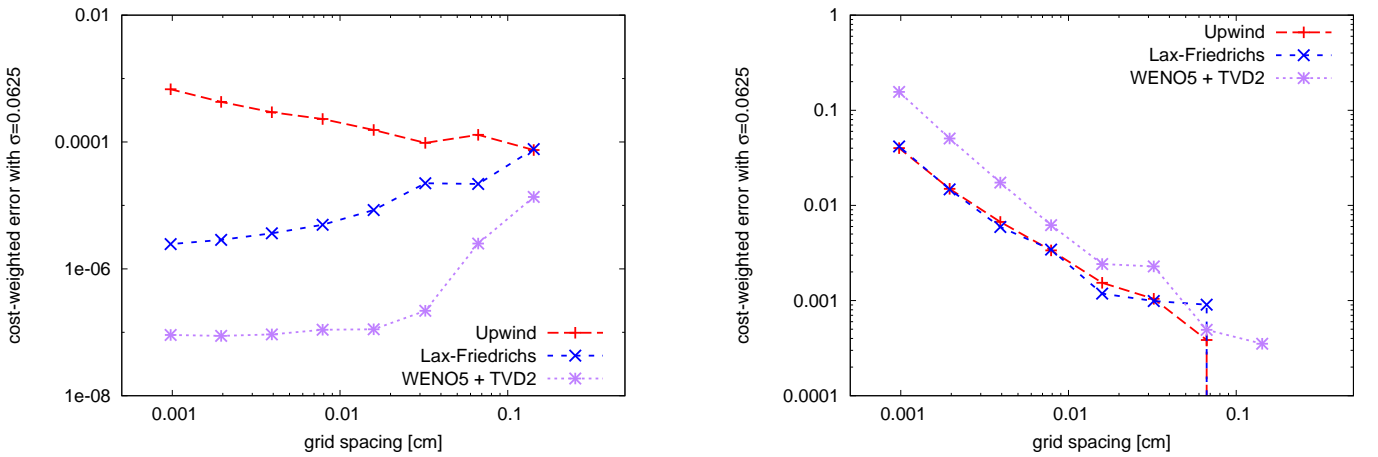 0.01
0.0001
1e-06
1e-08
0.001
0.01
0.1
cost-weighted error with σ=0.0625
grid spacing [cm]
Upwind
Lax-Friedrichs
WENO5 + TVD2
1
0.1
0.01
0.001
0.0001
0.001
0.01
0.1
cost-weighted error with σ=0.0625
grid spacing [cm]
Upwind
Lax-Friedrichs
WENO5 + TVD2